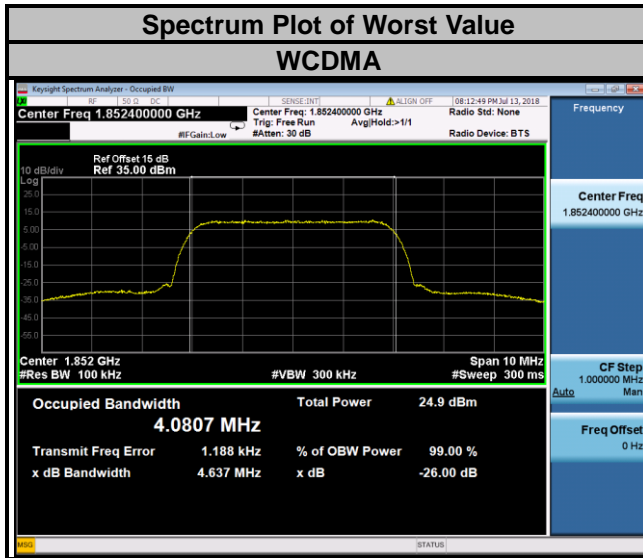 Spectrum Plot of Worst Value
WCDMA
Keysight Spectrum Analyzer - Occupied BW
RF 50 Ω DC SENSE:INT ALIGN OFF 08:12:49 PM Jul 13, 2018
Center Freq 1.852400000 GHz Center Freq: 1.852400000 GHz Radio Std: None Frequency
Trig: Free Run Avg|Hold:>1/1
#IFGain:Low #Atten: 30 dB Radio Device: BTS
Ref Offset 15 dB
10 dB/div Ref 35.00 dBm
Log
25.0
15.0
5.00
-5.00
-15.0
-25.0
-35.0
-45.0
-55.0
Center Freq
1.852400000 GHz
Center 1.852 GHz Span 10 MHz
#Res BW 100 kHz #VBW 300 kHz #Sweep 300 ms
CF Step
1.000000 MHz
Auto Man
Occupied Bandwidth Total Power 24.9 dBm
4.0807 MHz
Freq Offset
0 Hz
Transmit Freq Error 1.188 kHz % of OBW Power 99.00 %
x dB Bandwidth 4.637 MHz x dB -26.00 dB
MSG STATUS